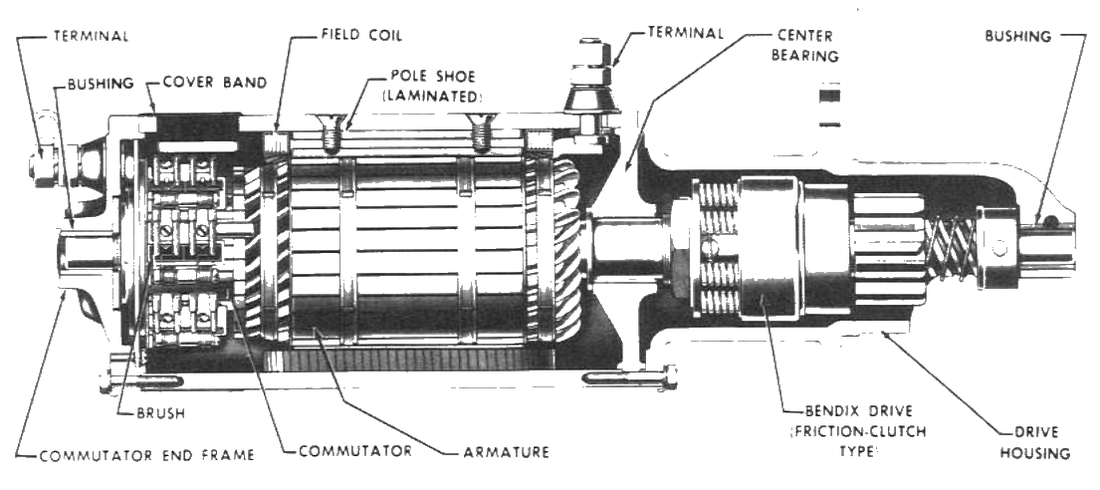 TERMINAL
FIELD COIL
TERMINAL
CENTER
BEARING
BUSHING
BUSHING
COVER BAND
POLE SHOE
(LAMINATED)
BRUSH
COMMUTATOR END FRAME
COMMUTATOR
ARMATURE
BENDIX DRIVE
(FRICTION-CLUTCH
TYPE)
DRIVE
HOUSING